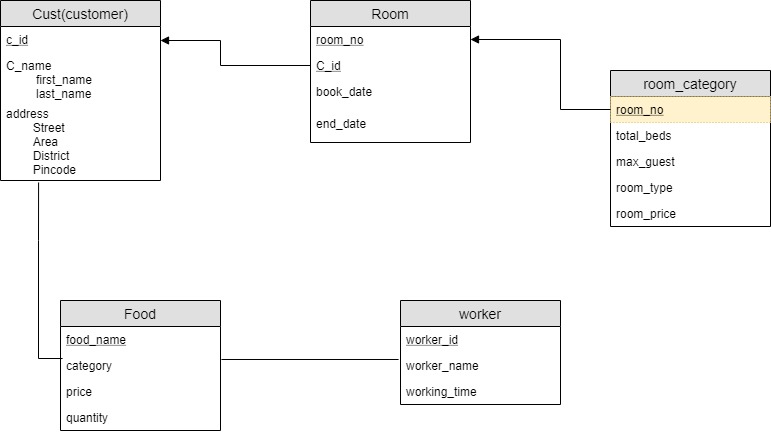 Cust(customer)
c_id
C_name
first_name
last_name
address
Street
Area
District
Pincode
Room
room_no
C_id
book_date
end_date
room_category
room_no
total_beds
max_guest
room_type
room_price
Food
food_name
category
price
quantity
worker
worker_id
worker_name
working_time